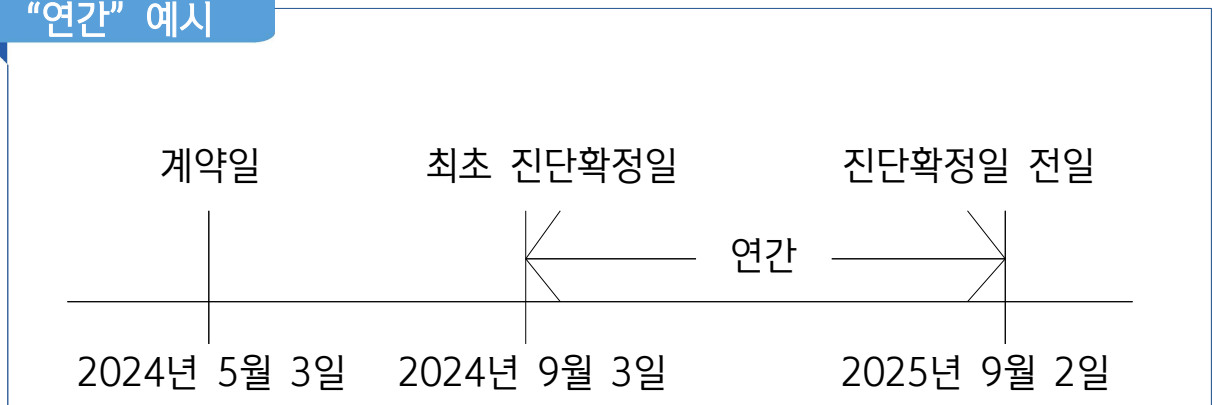 “연간” 예시
계약일 최초 진단확정일 진단확정일 전일
연간
2024년 5월 3일 2024년 9월 3일 2025년 9월 2일